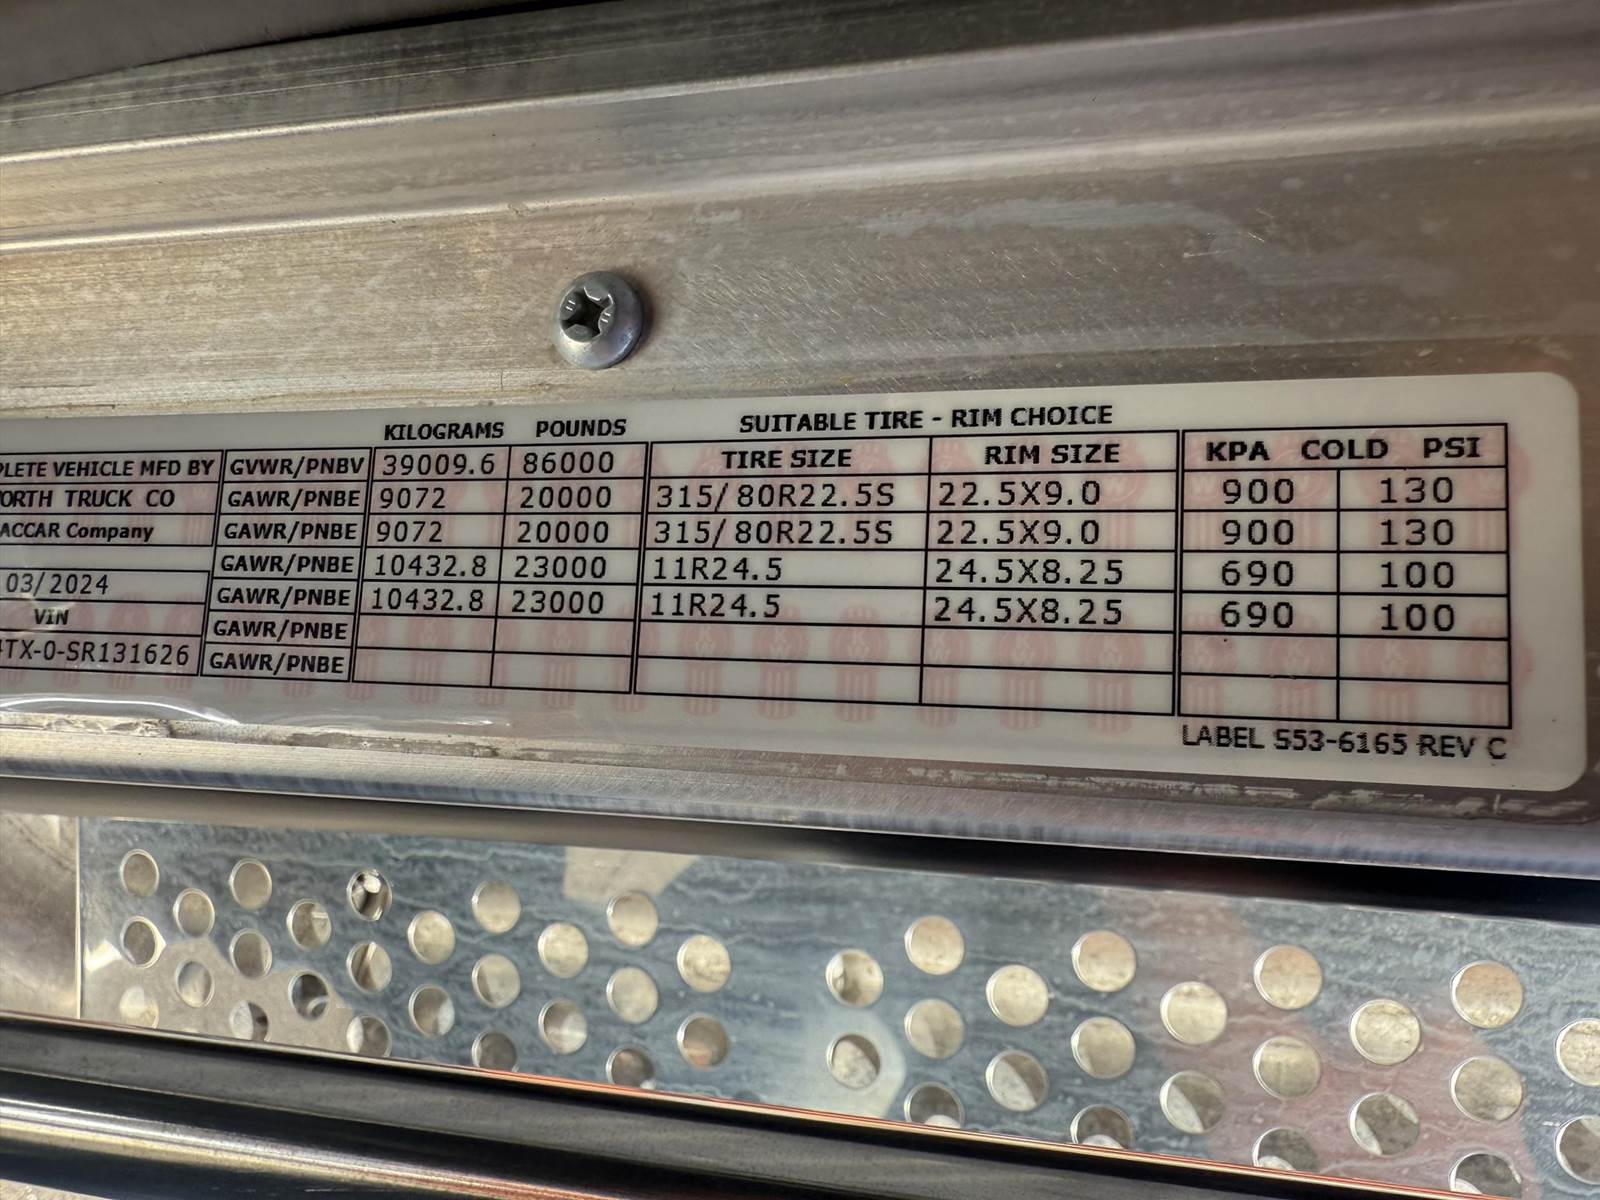 KILOGRAMS POUNDS SUITABLE TIRE - RIM CHOICE
PLETE VEHICLE MFD BY GVWR/PNBV 39009.6 86000 TIRE SIZE RIM SIZE KPA COLD PSI
ORTH TRUCK CO GAWR/PNBE 9072 20000 315/80R22.5S 22.5X9.0 900 130
ACCAR Company GAWR/PNBE 9072 20000 315/80R22.5S 22.5X9.0 900 130
GAWR/PNBE 10432.8 23000 11R24.5 24.5X8.25 690 100
03/2024 GAWR/PNBE 10432.8 23000 11R24.5 24.5X8.25 690 100
VIN GAWR/PNBE
TX-0-SR131626 GAWR/PNBE
LABEL S53-6165 REV C